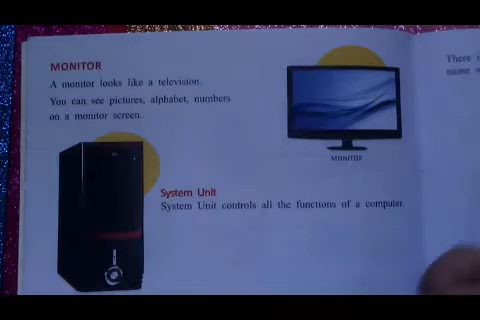 MONITOR
A monitor looks like a television.
You can see pictures, alphabet, numbers
on a monitor screen.
MONITOR
System Unit
System Unit controls all the functions of a computer
There
name